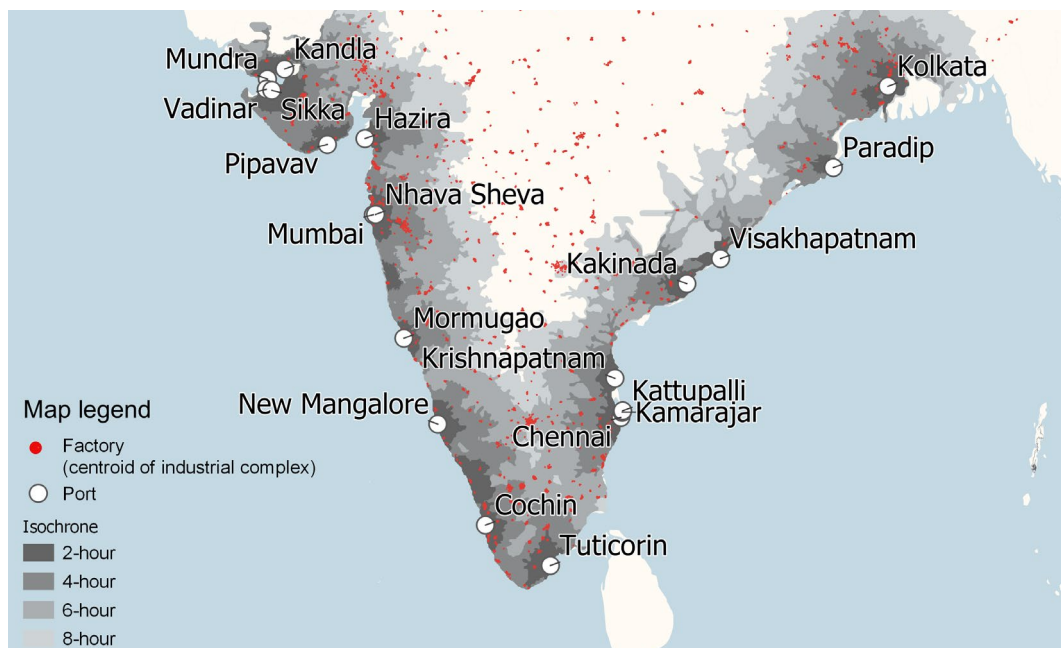 Mundra
Kandla
Vadinar
Sikka
Hazira
Pipavav
Kolkata
Paradip
Nhava Sheva
Mumbai
Visakhapatnam
Kakinada
Mormugao
Krishnapatnam
Kattupalli
Kamarajar
New Mangalore
Chennai
Cochin
Tuticorin
Map legend
Factory
(centroid of industrial complex)
Port
Isochrone
2-hour
4-hour
6-hour
8-hour